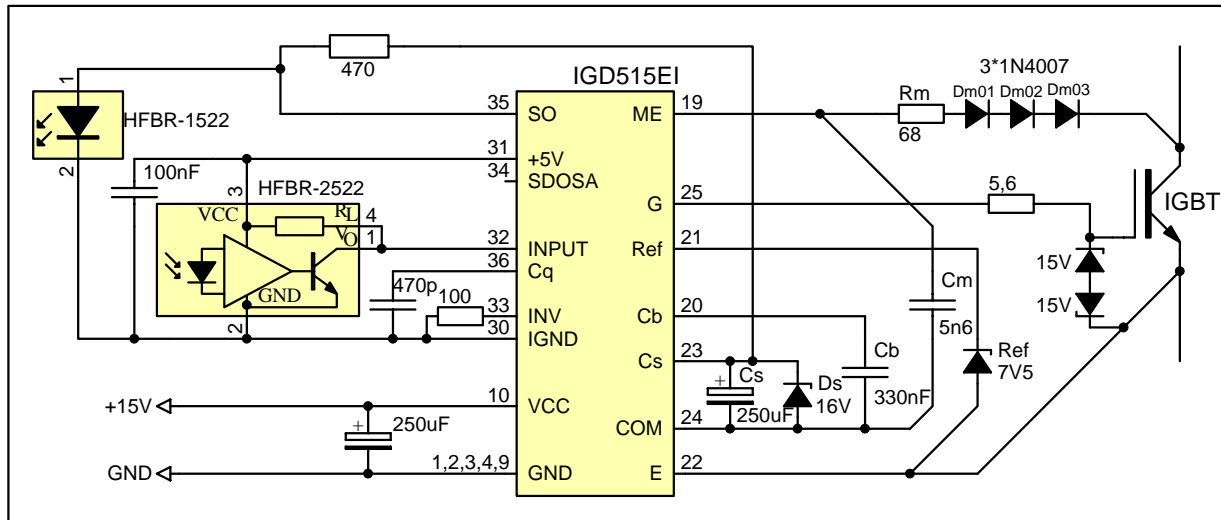 470
IGD515EI
3*1N4007
1
35
SO
ME
19
Rm
Dm01
Dm02
Dm03
68
HFBR-1522
2
100nF
31
+5V
34
SDOSA
3
HFBR-2522
VCC
RL
4
VO
1
G
25
5,6
IGBT
32
INPUT
Ref
21
36
Cq
470p
GND
2
100
33
INV
30
IGND
15V
15V
Cm
5n6
Cb
20
Cs
23
Cb
330nF
Ref
7V5
+
Cs
250uF
Ds
16V
+15V
10
VCC
COM
24
+
250uF
GND
1,2,3,4,9
GND
E
22